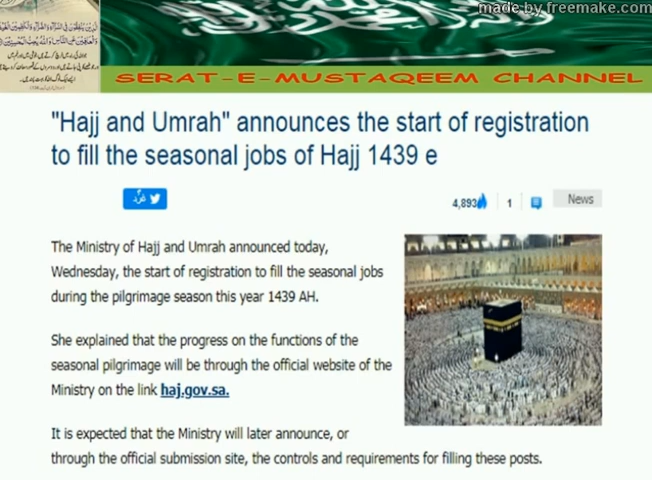 made by freemake.com
SERAT-E-MUSTAQEEM CHANNEL
"Hajj and Umrah" announces the start of registration
to fill the seasonal jobs of Hajj 1439 e
غرّد
4,893
1
News
The Ministry of Hajj and Umrah announced today,
Wednesday, the start of registration to fill the seasonal jobs
during the pilgrimage season this year 1439 AH.
She explained that the progress on the functions of the
seasonal pilgrimage will be through the official website of the
Ministry on the link haj.gov.sa.
It is expected that the Ministry will later announce, or
through the official submission site, the controls and requirements for filling these posts.